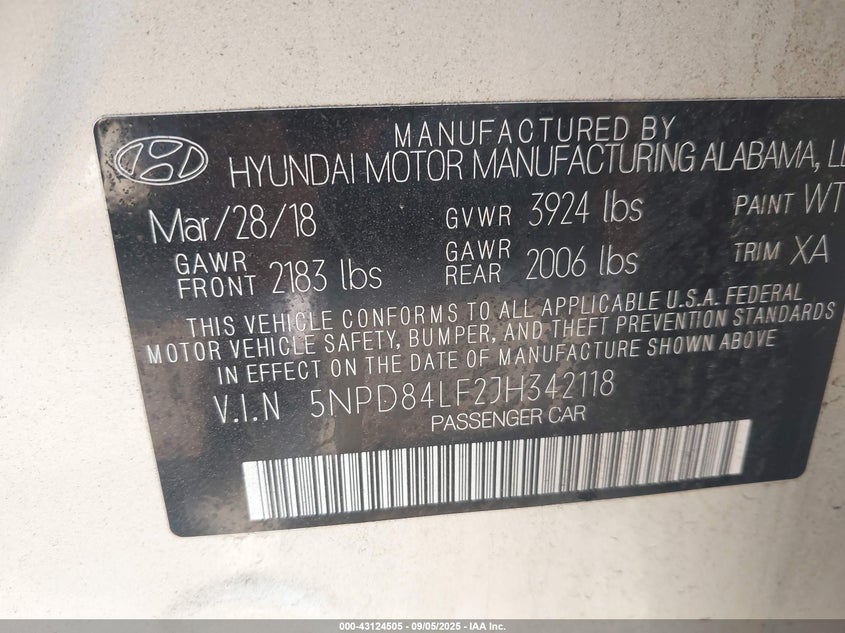 MANUFACTURED BY
HYUNDAI MOTOR MANUFACTURING ALABAMA,
Mar/28/18 GVWR 3924 lbs PAINT WT
GAWR FRONT 2183 lbs GAWR REAR 2006 lbs TRIM XA
THIS VEHICLE CONFORMS TO ALL APPLICABLE U.S.A. FEDERAL
MOTOR VEHICLE SAFETY, BUMPER, AND THEFT PREVENTION STANDARDS
IN EFFECT ON THE DATE OF MANUFACTURE SHOWN ABOVE
V.I.N 5NPD84LF2JH342118
PASSENGER CAR
000-43124505 - 09/05/2025 - IAA Inc.